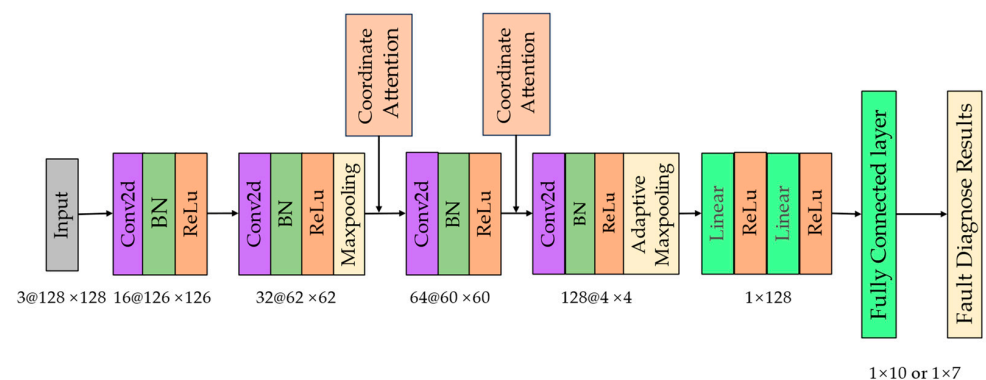 Coordinate
Attention
Coordinate
Attention
Input
Conv2d
BN
ReLu
Conv2d
BN
ReLu
Maxpooling
Conv2d
BN
ReLu
Conv2d
BN
ReLu
Adaptive
Maxpooling
Linear
ReLu
Linear
ReLu
Fully Connected layer
Fault Diagnose Results
3@128 ×128
16@126 ×126
32@62 ×62
64@60 ×60
128@4 ×4
1×128
1×10 or 1×7